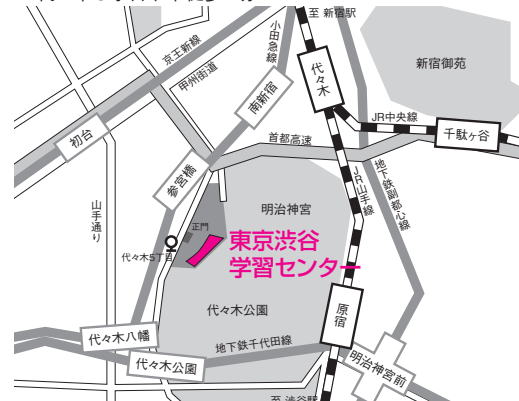 至 新宿駅
小田急線
京王新線
甲州街道
代々木
新宿御苑
南新宿
JR中央線
千駄ヶ谷
初台
首都高速
参宮橋
JR山手線
地下鉄副都心線
山手通り
明治神宮
正門
東京渋谷
学習センター
代々木5丁目
代々木公園
原宿
代々木八幡
地下鉄千代田線
代々木公園
明治神宮前
至 渋谷駅